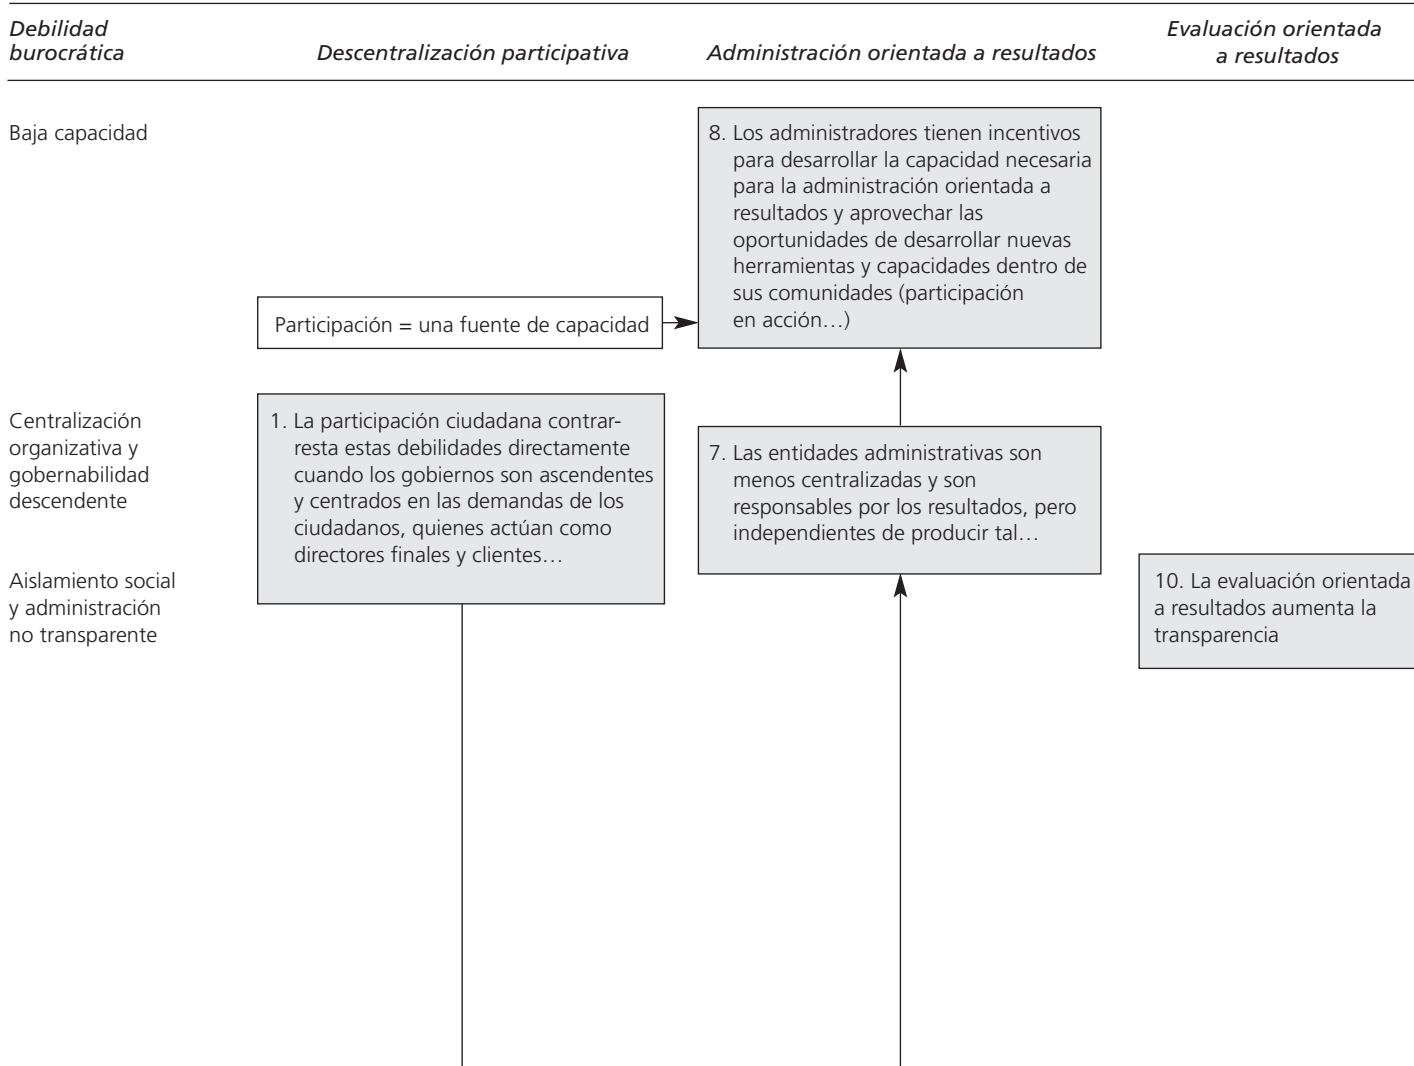 Debilidad
burocrática
Descentralización participativa
Administración orientada a resultados
Evaluación orientada
a resultados
Baja capacidad
8. Los administradores tienen incentivos
para desarrollar la capacidad necesaria
para la administración orientada a
resultados y aprovechar las
oportunidades de desarrollar nuevas
herramientas y capacidades dentro de
sus comunidades (participación
en acción…)
Participación = una fuente de capacidad
Centralización
organizativa y
gobernabilidad
descendente
1. La participación ciudadana contrar-
resta estas debilidades directamente
cuando los gobiernos son ascendentes
y centrados en las demandas de los
ciudadanos, quienes actúan como
directores finales y clientes…
7. Las entidades administrativas son
menos centralizadas y son
responsables por los resultados, pero
independientes de producir tal…
Aislamiento social
y administración
no transparente
10. La evaluación orientada
a resultados aumenta la
transparencia